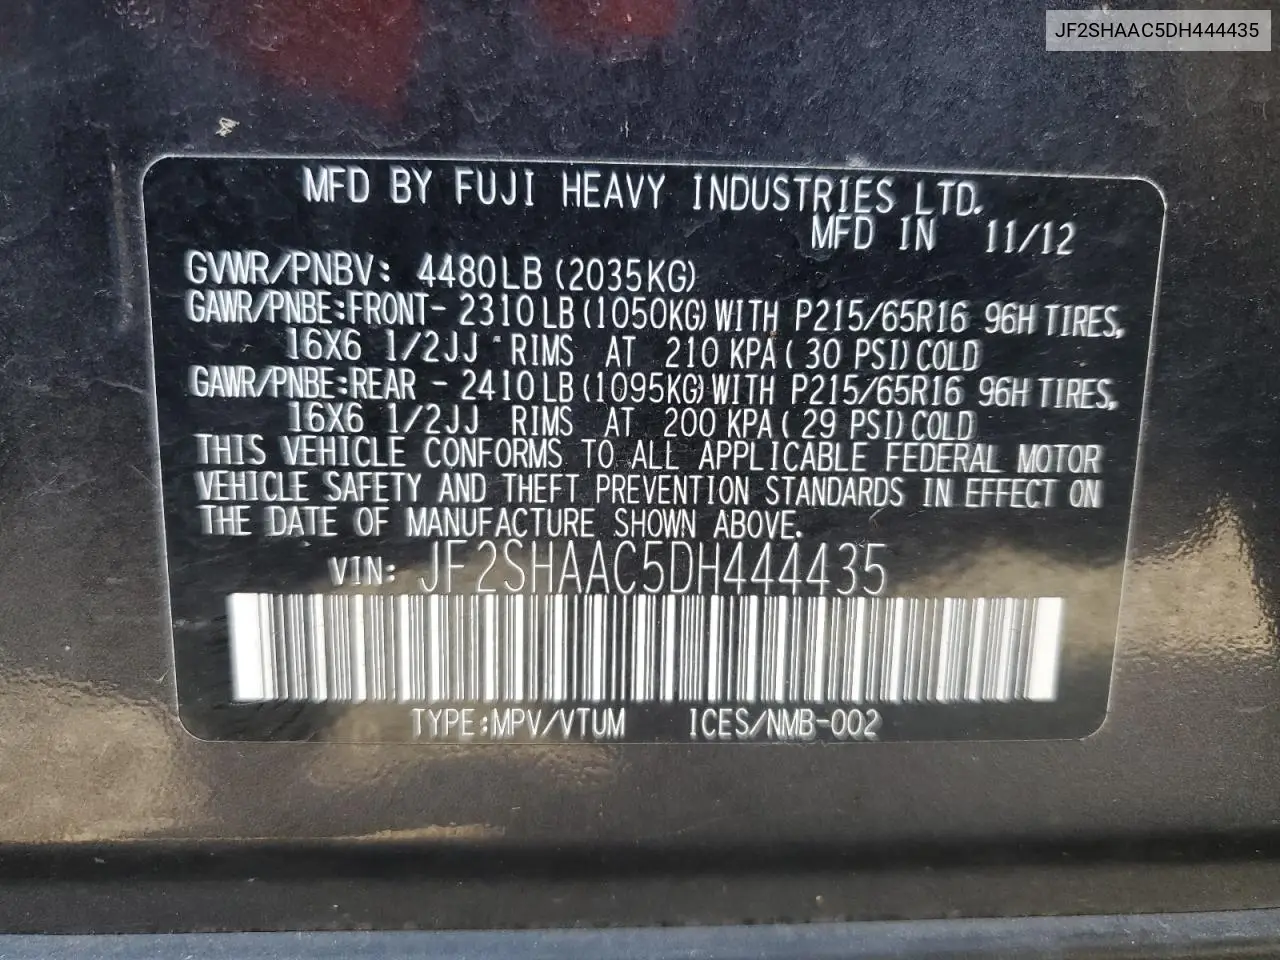 JF2SHAAC5DH444435
MFD BY FUJI HEAVY INDUSTRIES LTD.
MFD IN 11/12
GVWR/PNBV: 4480LB (2035KG)
GAWR/PNBE:FRONT- 2310LB (1050KG) WITH P215/65R16 96H TIRES,
16X6 1/2JJ RIMS AT 210 KPA (30 PSI) COLD
GAWR/PNBE:REAR - 2410LB (1095KG) WITH P215/65R16 96H TIRES,
16X6 1/2JJ RIMS AT 200 KPA (29 PSI) COLD
THIS VEHICLE CONFORMS TO ALL APPLICABLE FEDERAL MOTOR
VEHICLE SAFETY AND THEFT PREVENTION STANDARDS IN EFFECT ON
THE DATE OF MANUFACTURE SHOWN ABOVE.
VIN: JF2SHAAC5DH444435
TYPE:MPV/VTUM ICES/NMB-002